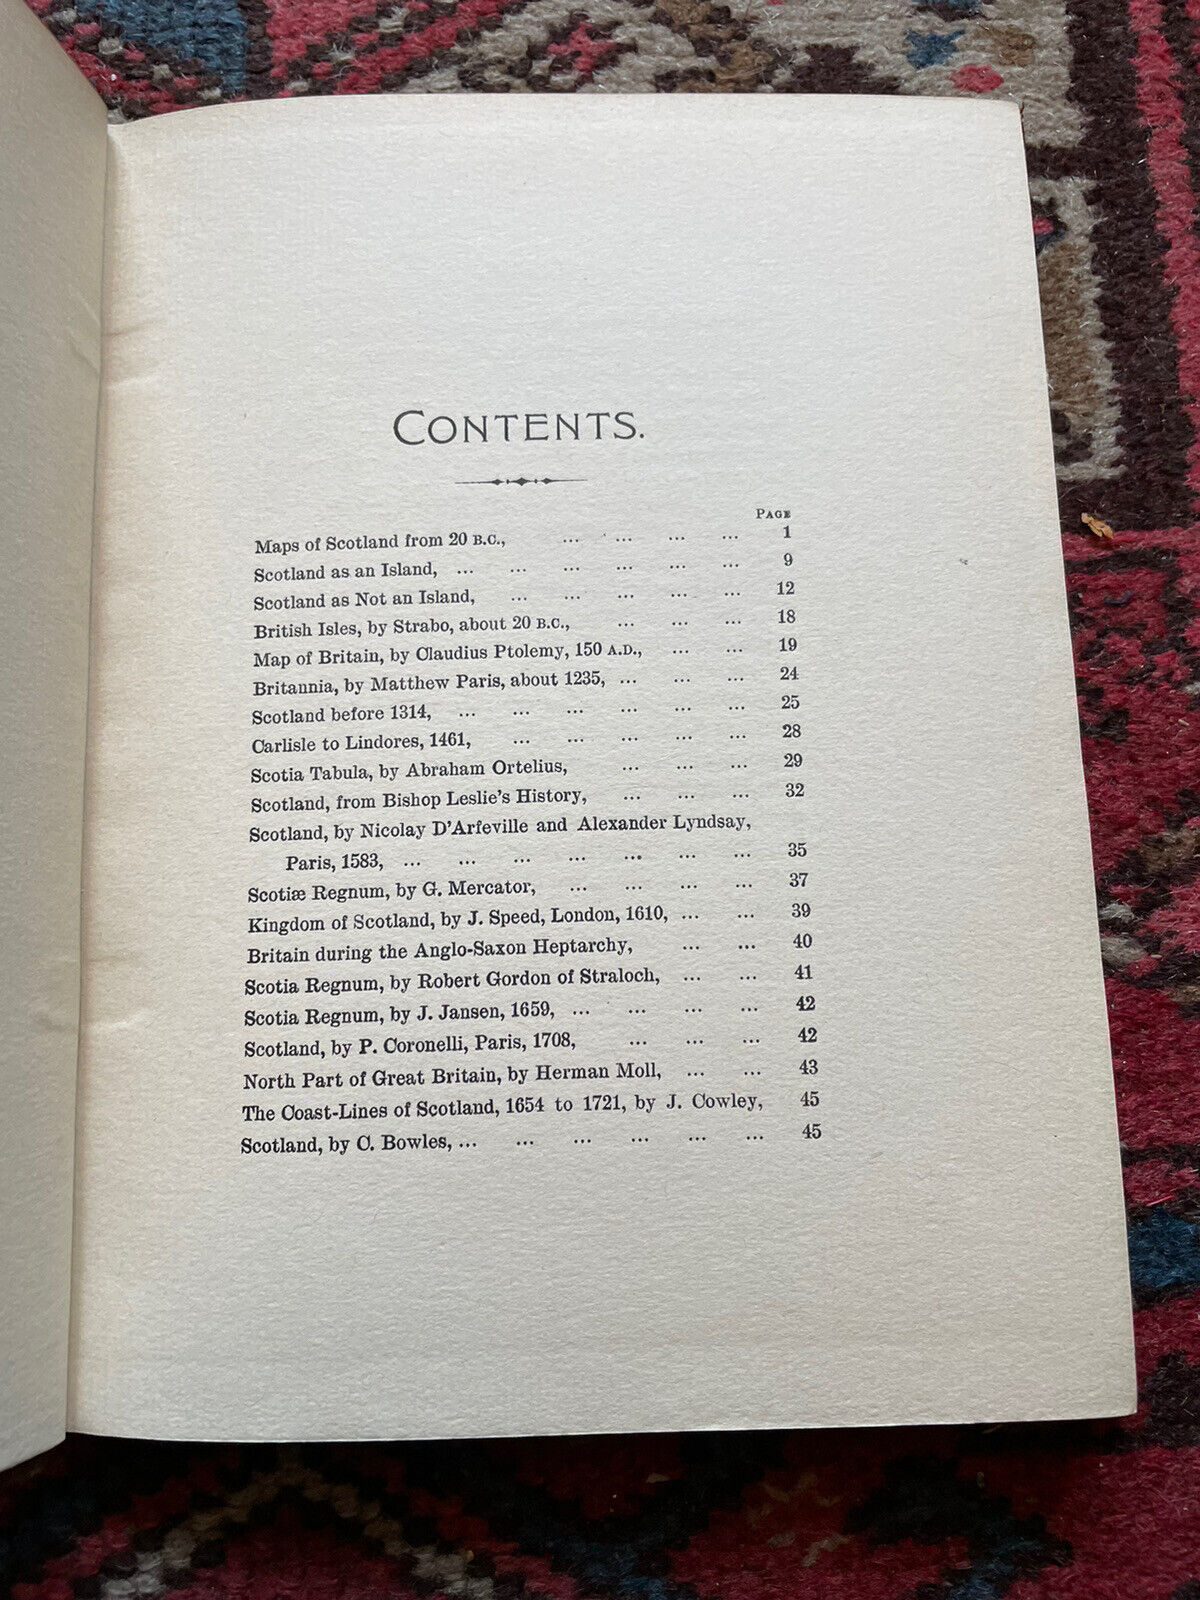 CONTENTS.
PAGE
Maps of Scotland from 20 B.C., ... ... ... ... 1
Scotland as an Island, ... ... ... ... ... ... 9
Scotland as Not an Island, ... ... ... ... ... 12
British Isles, by Strabo, about 20 B.C., ... ... ... 18
Map of Britain, by Claudius Ptolemy, 150 A.D., ... ... 19
Britannia, by Matthew Paris, about 1235, ... ... ... 24
Scotland before 1314, ... ... ... ... ... ... 25
Carlisle to Lindores, 1461, ... ... ... ... ... 28
Scotia Tabula, by Abraham Ortelius, ... ... ... 29
Scotland, from Bishop Leslie's History, ... ... ... 32
Scotland, by Nicolay D'Arfeville and Alexander Lyndsay,
Paris, 1583, ... ... ... ... ... ... ... 35
Scotiæ Regnum, by G. Mercator, ... ... ... ... 37
Kingdom of Scotland, by J. Speed, London, 1610, ... ... 39
Britain during the Anglo-Saxon Heptarchy, ... ... 40
Scotia Regnum, by Robert Gordon of Straloch, ... ... 41
Scotia Regnum, by J. Jansen, 1659, ... ... ... ... 42
Scotland, by P. Coronelli, Paris, 1708, ... ... ... 42
North Part of Great Britain, by Herman Moll, ... ... 43
The Coast-Lines of Scotland, 1654 to 1721, by J. Cowley, 45
Scotland, by C. Bowles, ... ... ... ... ... ... 45